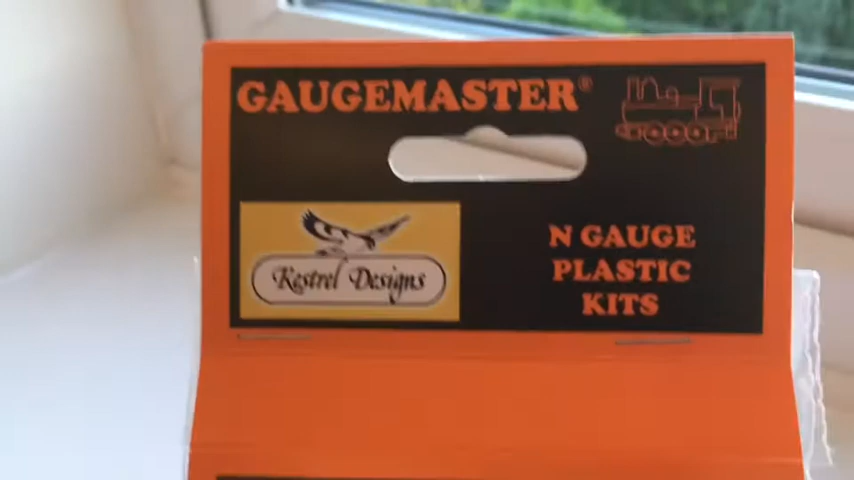 GAUGEMASTER®
Kestrel Designs
N GAUGE
PLASTIC
KITS